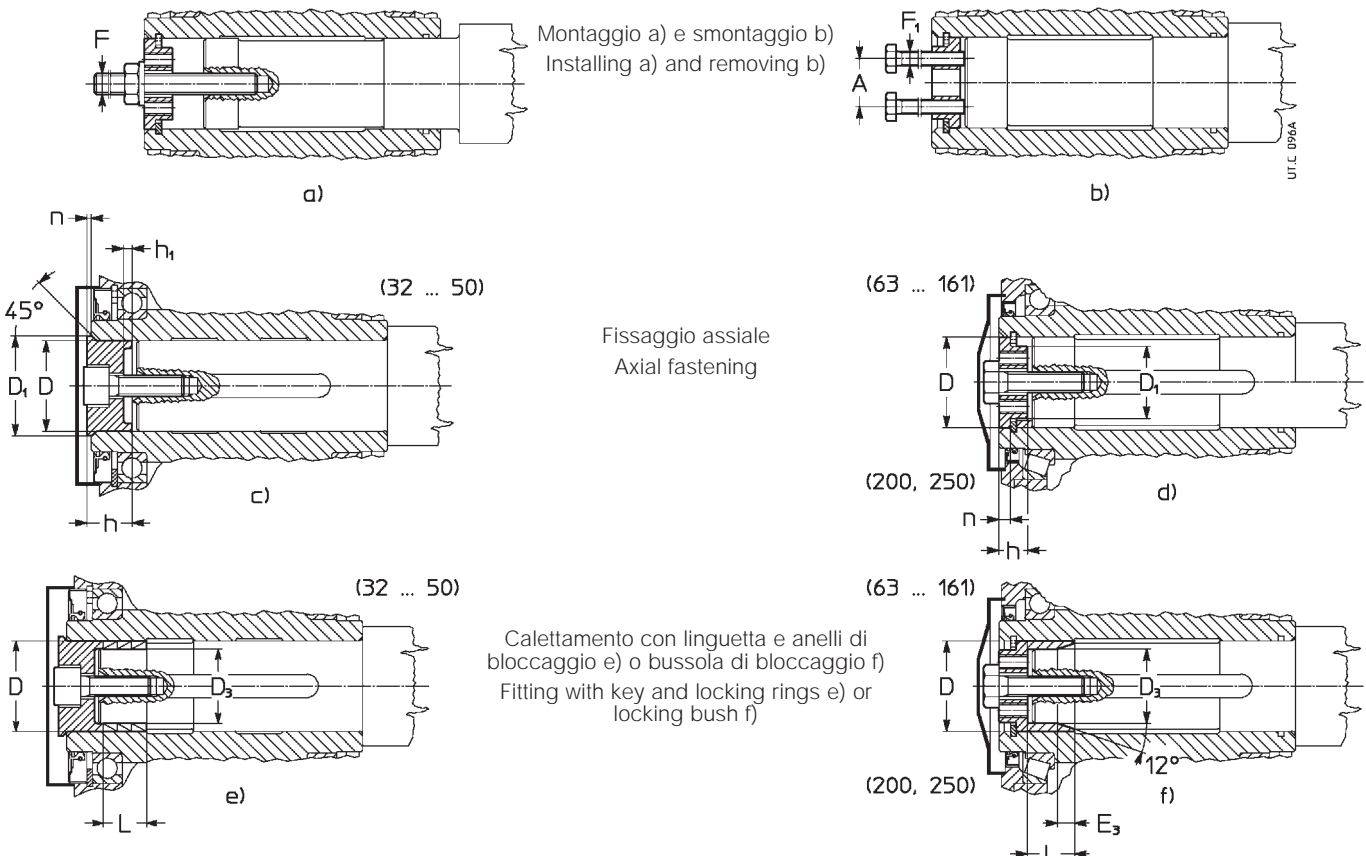 F
Montaggio a) e smontaggio b)
Installing a) and removing b)
F₁
A
UT.C 096A
a)
b)
n
h₁
45°
(32 ... 50)
D₁ D
c)
h
Fissaggio assiale
Axial fastening
(63 ... 161)
D
D₁
(200, 250)
d)
n
h
(32 ... 50)
D
D₃
e)
L
Calettamento con linguetta e anelli di
bloccaggio e) o bussola di bloccaggio f)
Fitting with key and locking rings e) or
locking bush f)
(63 ... 161)
D
D₃
12°
(200, 250)
f)
E₃
L